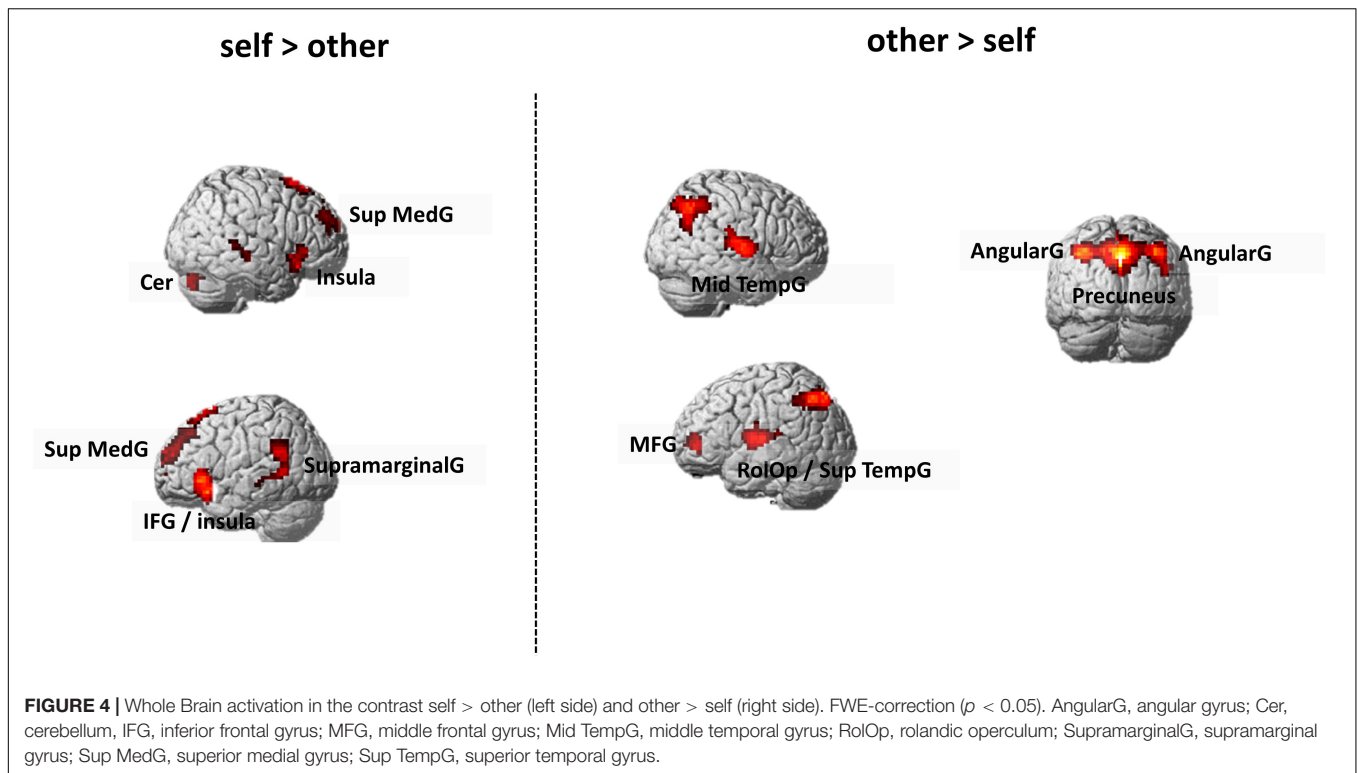 self > other
other > self
Sup MedG
Cer
Insula
Sup MedG
SupramarginalG
IFG / insula
Mid TempG
AngularG
AngularG
Precuneus
MFG
RolOp / Sup TempG
FIGURE 4 | Whole Brain activation in the contrast self > other (left side) and other > self (right side). FWE-correction (p < 0.05). AngularG, angular gyrus; Cer,
cerebellum, IFG, inferior frontal gyrus; MFG, middle frontal gyrus; Mid TempG, middle temporal gyrus; RolOp, rolandic operculum; SupramarginalG, supramarginal
gyrus; Sup MedG, superior medial gyrus; Sup TempG, superior temporal gyrus.